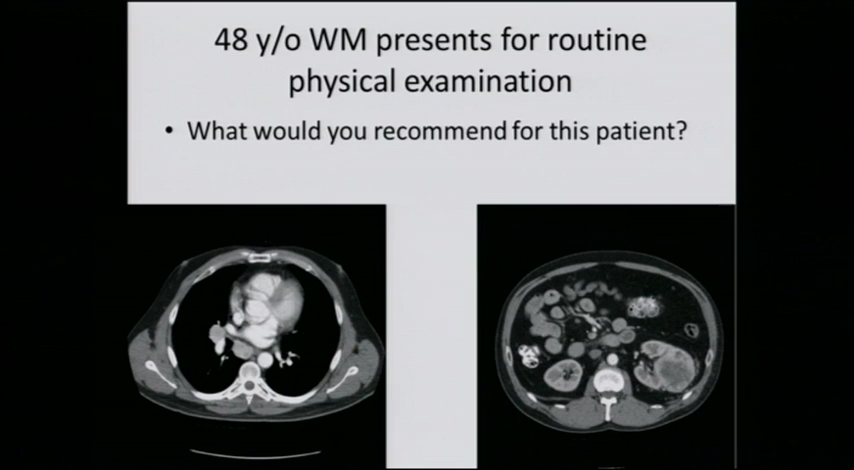 48 y/o WM presents for routine
physical examination
• What would you recommend for this patient?